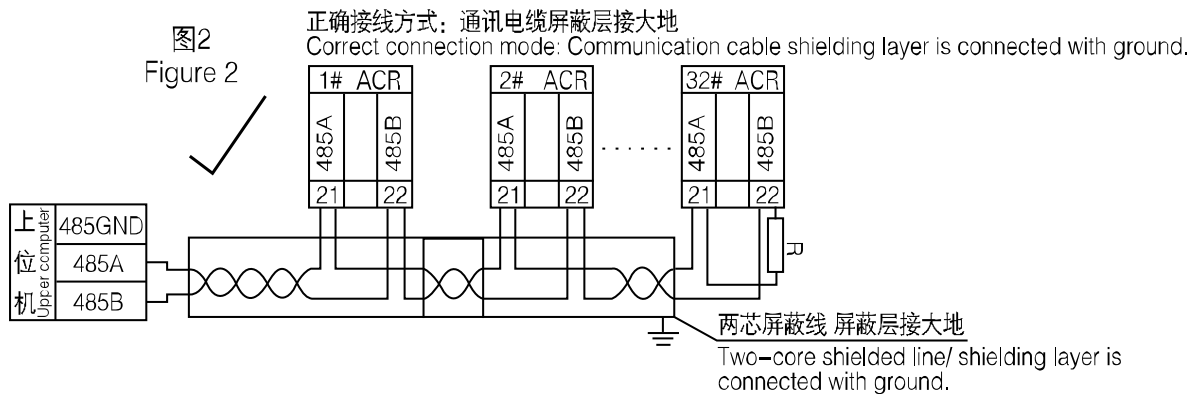 图2
Figure 2
正确接线方式：通讯电缆屏蔽层接大地
Correct connection mode: Communication cable shielding layer is connected with ground.
1# ACR
485A
485B
21
22
2# ACR
485A
485B
21
22
......
32# ACR
485A
485B
21
22
R
上位机
Upper computer
485GND
485A
485B
两芯屏蔽线 屏蔽层接大地
Two-core shielded line/ shielding layer is
connected with ground.